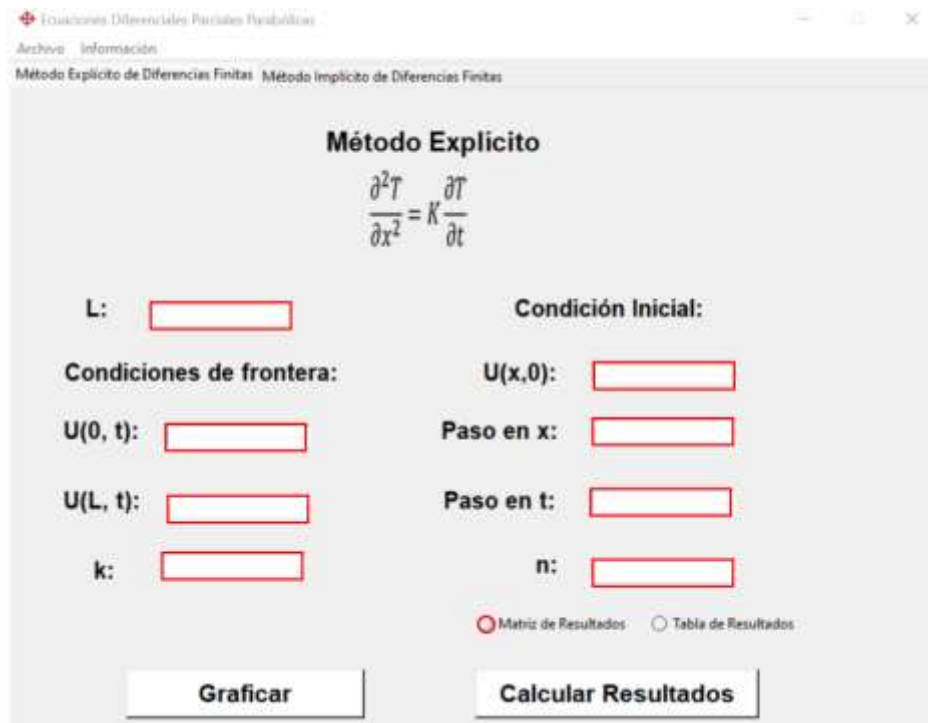 Ecuaciones Diferenciales Parciales Parabólicas
Archivo Información
Método Explícito de Diferencias Finitas Método Implícito de Diferencias Finitas
Método Explícito
∂²T/∂x² = K ∂T/∂t
L:
Condición Inicial:
Condiciones de frontera:
U(x,0):
U(0, t):
Paso en x:
U(L, t):
Paso en t:
k:
n:
Matriz de Resultados Tabla de Resultados
Graficar
Calcular Resultados